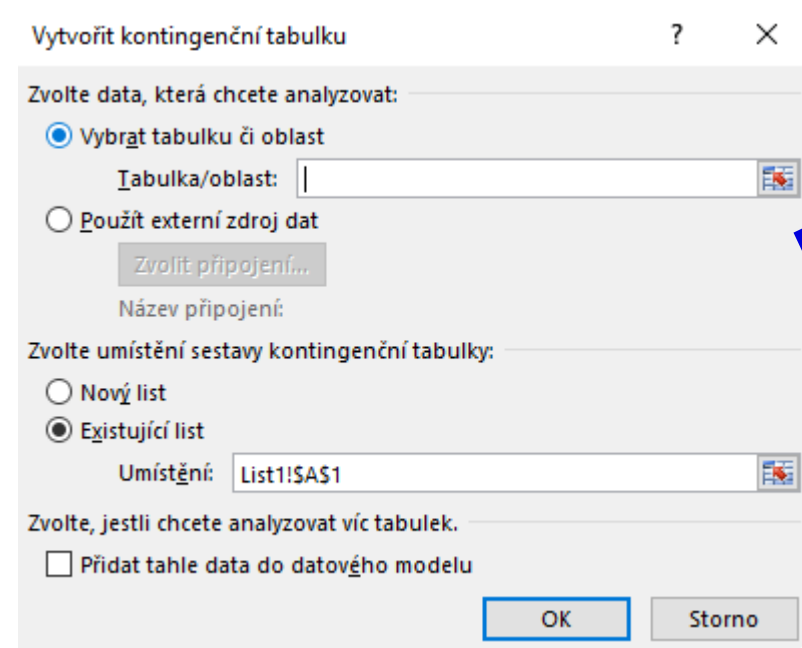 Vytvořit kontingenční tabulku ?
Zvolte data, která chcete analyzovat:
Vybrat tabulku či oblast
Tabulka/oblast:
Použít externí zdroj dat
Zvolit připojení...
Název připojení:
Zvolte umístění sestavy kontingenční tabulky:
Nový list
Existující list
Umístění: List1!$A$1
Zvolte, jestli chcete analyzovat víc tabulek.
Přidat tahle data do datového modelu
OK Storno